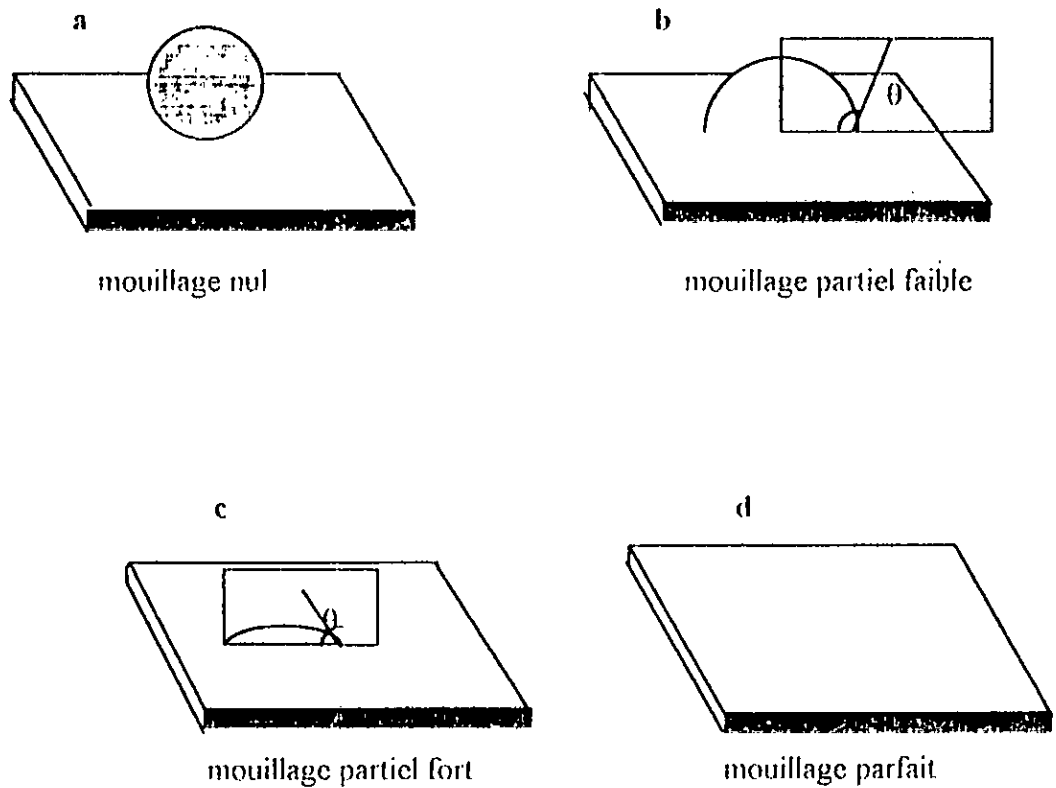 a
b
θ
mouillage nul
mouillage partiel faible
c
d
θ
mouillage partiel fort
mouillage parfait